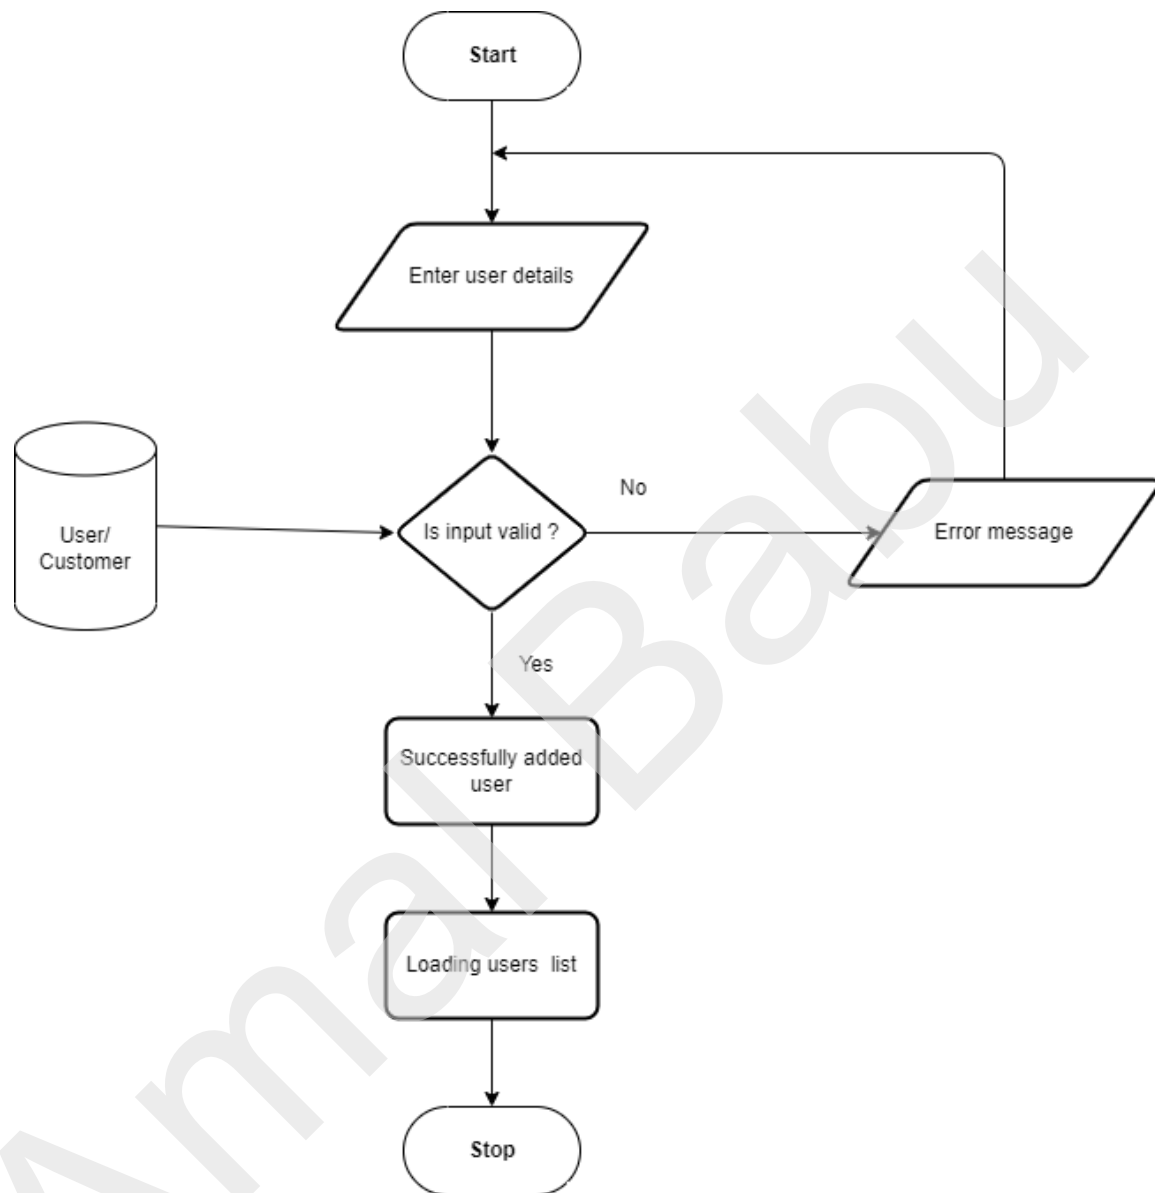 Start
Enter user details
User/
Customer
Is input valid ?
No
Error message
Yes
Successfully added
user
Loading users list
Stop
Amal Babu